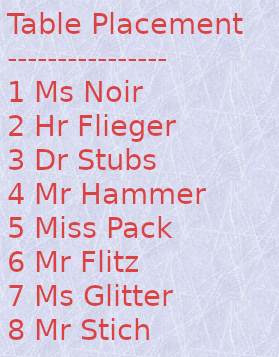 Table Placement
----------------
1 Ms Noir
2 Hr Flieger
3 Dr Stubs
4 Mr Hammer
5 Miss Pack
6 Mr Flitz
7 Ms Glitter
8 Mr Stich